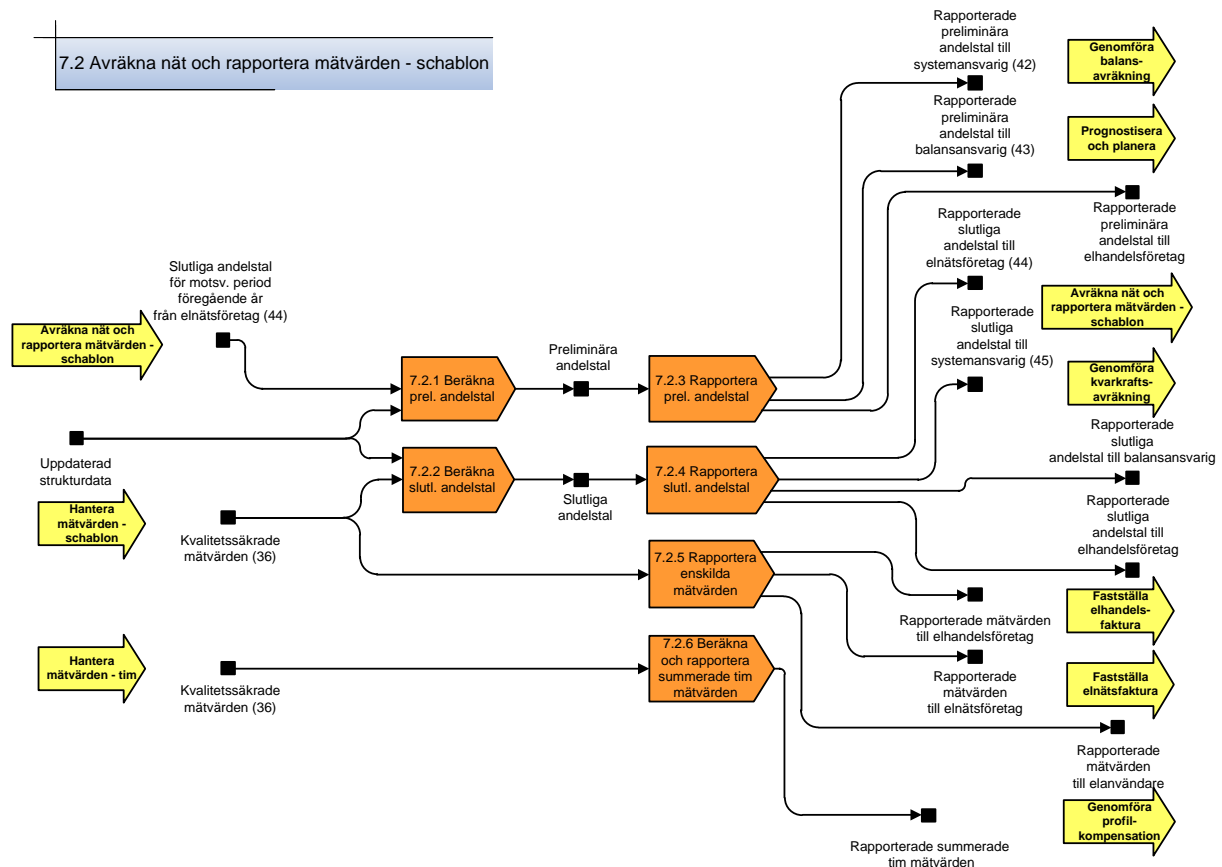 7.2 Avräkna nät och rapportera mätvärden - schablon
Rapporterade
preliminära
andelstal till
systemansvarig (42)
Genomföra
balans-
avräkning
Rapporterade
preliminära
andelstal till
balansansvarig (43)
Prognostisera
och planera
Rapporterade
preliminära
andelstal till
elhandelsföretag
Rapporterade
slutliga
andelstal till
elnätsföretag (44)
Slutliga andelstal
för motsv. period
föregående år
från elnätsföretag (44)
Avräkna nät och
rapportera mätvärden -
schablon
Avräkna nät och
rapportera mätvärden -
schablon
Rapporterade
slutliga
andelstal till
systemansvarig (45)
7.2.1 Beräkna
prel. andelstal
Preliminära
andelstal
7.2.3 Rapportera
prel. andelstal
Genomföra
kvarkrafts-
avräkning
Rapporterade
slutliga
andelstal till balansansvarig
Uppdaterad
strukturdata
7.2.2 Beräkna
slutl. andelstal
Slutliga
andelstal
7.2.4 Rapportera
slutl. andelstal
Rapporterade
slutliga
andelstal till
elhandelsföretag
Hantera
mätvärden -
schablon
Kvalitetssäkrade
mätvärden (36)
7.2.5 Rapportera
enskilda
mätvärden
Rapporterade mätvärden
till elhandelsföretag
Fastställa
elhandels-
faktura
Hantera
mätvärden - tim
Kvalitetssäkrade
mätvärden (36)
7.2.6 Beräkna
och rapportera
summerade tim
mätvärden
Rapporterade
mätvärden
till elnätsföretag
Fastställa
elnätsfaktura
Rapporterade
mätvärden
till elanvändare
Genomföra
profil-
kompensation
Rapporterade summerade
tim mätvärden